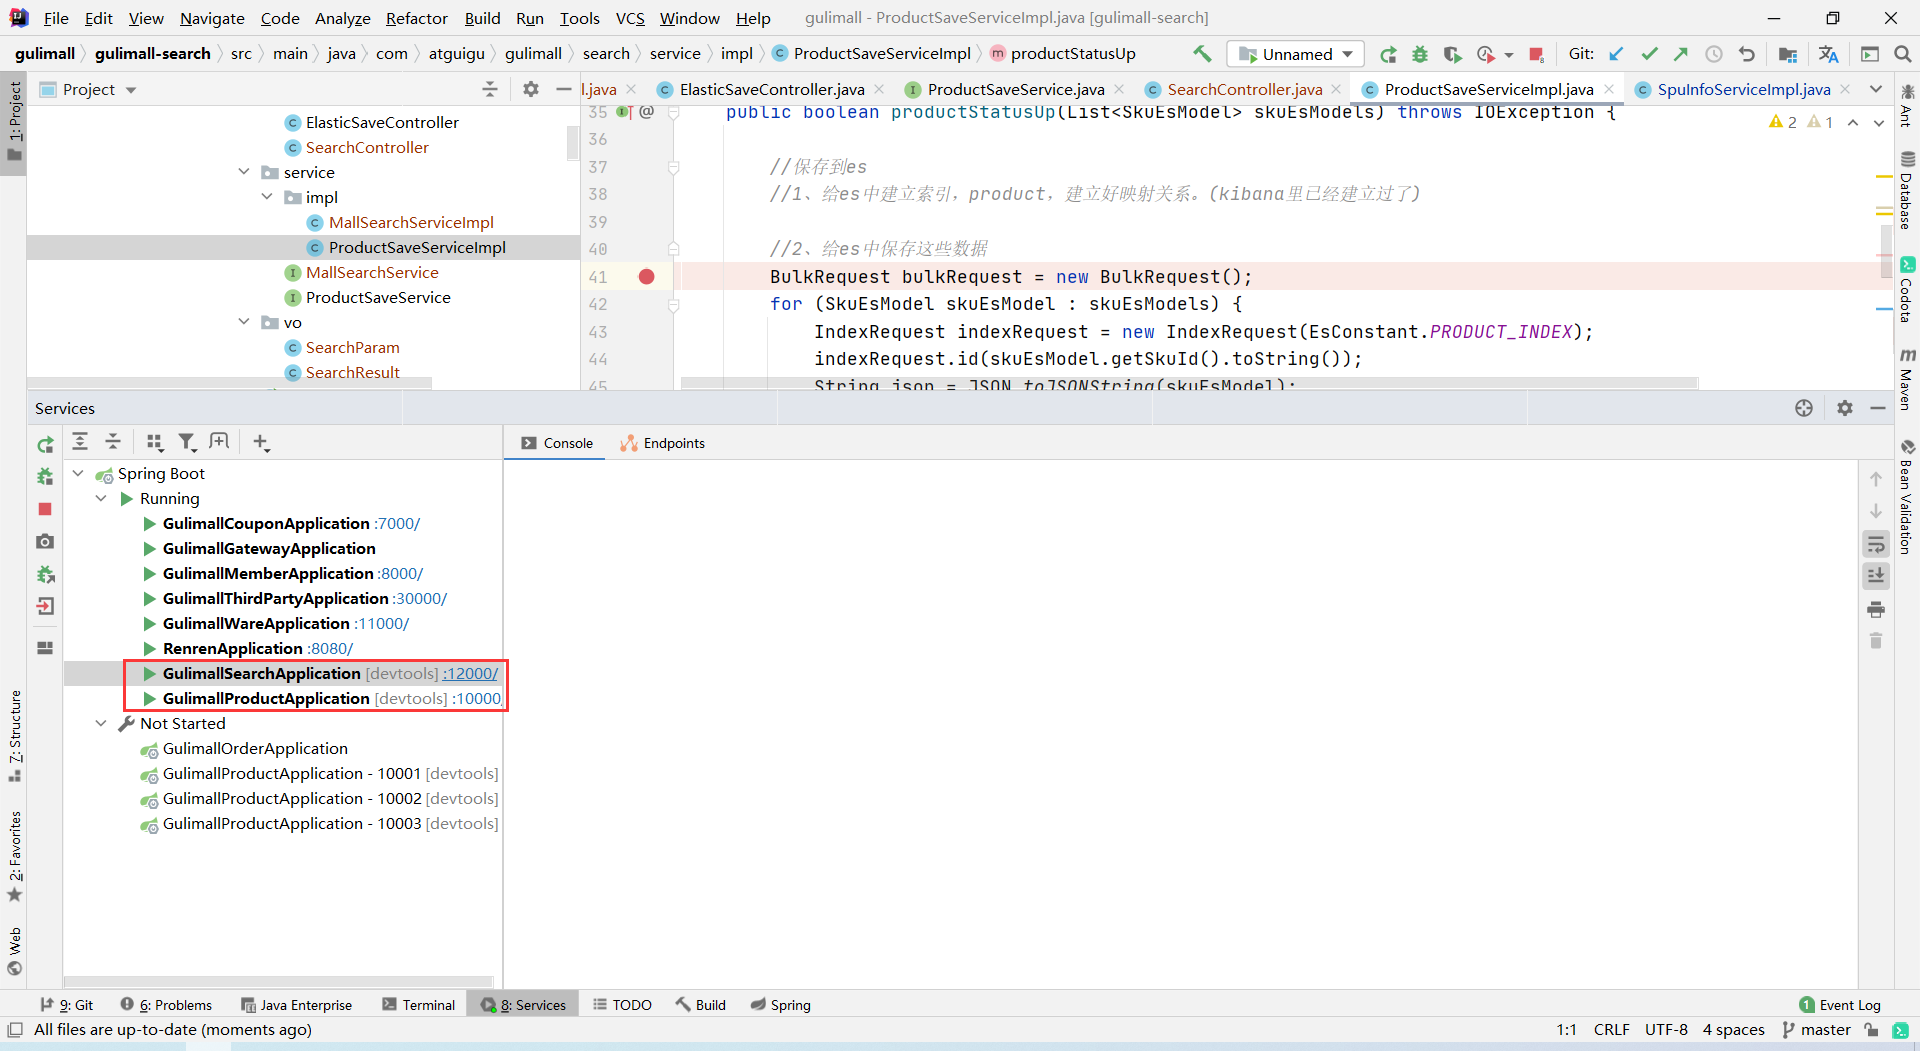 File Edit View Navigate Code Analyze Refactor Build Run Tools VCS Window Help gulimall - ProductSaveServiceImpl.java [gulimall-search]
gulimall gulimall-search src main java com atguigu gulimall search service impl ProductSaveServiceImpl productStatusUp Unnamed Git:
Project l.java ElasticSaveController.java ProductSaveService.java SearchController.java ProductSaveServiceImpl.java SpuInfoServiceImpl.java
1: Project
ElasticSaveController
SearchController
service
impl
MallSearchServiceImpl
ProductSaveServiceImpl
MallSearchService
ProductSaveService
vo
SearchParam
SearchResult
35 public boolean productStatusUp(List<SkuEsModel> skuEsModels) throws IOException {
2 1
36
37 //保存到es
38 //1、给es中建立索引，product，建立好映射关系。(kibana里已经建立过了)
39
40 //2、给es中保存这些数据
41 BulkRequest bulkRequest = new BulkRequest();
42 for (SkuEsModel skuEsModel : skuEsModels) {
43 IndexRequest indexRequest = new IndexRequest(EsConstant.PRODUCT_INDEX);
44 indexRequest.id(skuEsModel.getSkuId().toString());
45 String json = JSON.toJSONString(skuEsModel);
Ant
Database
Codota
Maven
Bean Validation
Services
Console Endpoints
Spring Boot
Running
GulimallCouponApplication :7000/
GulimallGatewayApplication
GulimallMemberApplication :8000/
GulimallThirdPartyApplication :30000/
GulimallWareApplication :11000/
RenrenApplication :8080/
GulimallSearchApplication [devtools] :12000/
GulimallProductApplication [devtools] :10000/
Not Started
GulimallOrderApplication
GulimallProductApplication - 10001 [devtools]
GulimallProductApplication - 10002 [devtools]
GulimallProductApplication - 10003 [devtools]
7: Structure
2: Favorites
Web
9: Git 6: Problems Java Enterprise Terminal 8: Services TODO Build Spring 1 Event Log
All files are up-to-date (moments ago) 1:1 CRLF UTF-8 4 spaces master